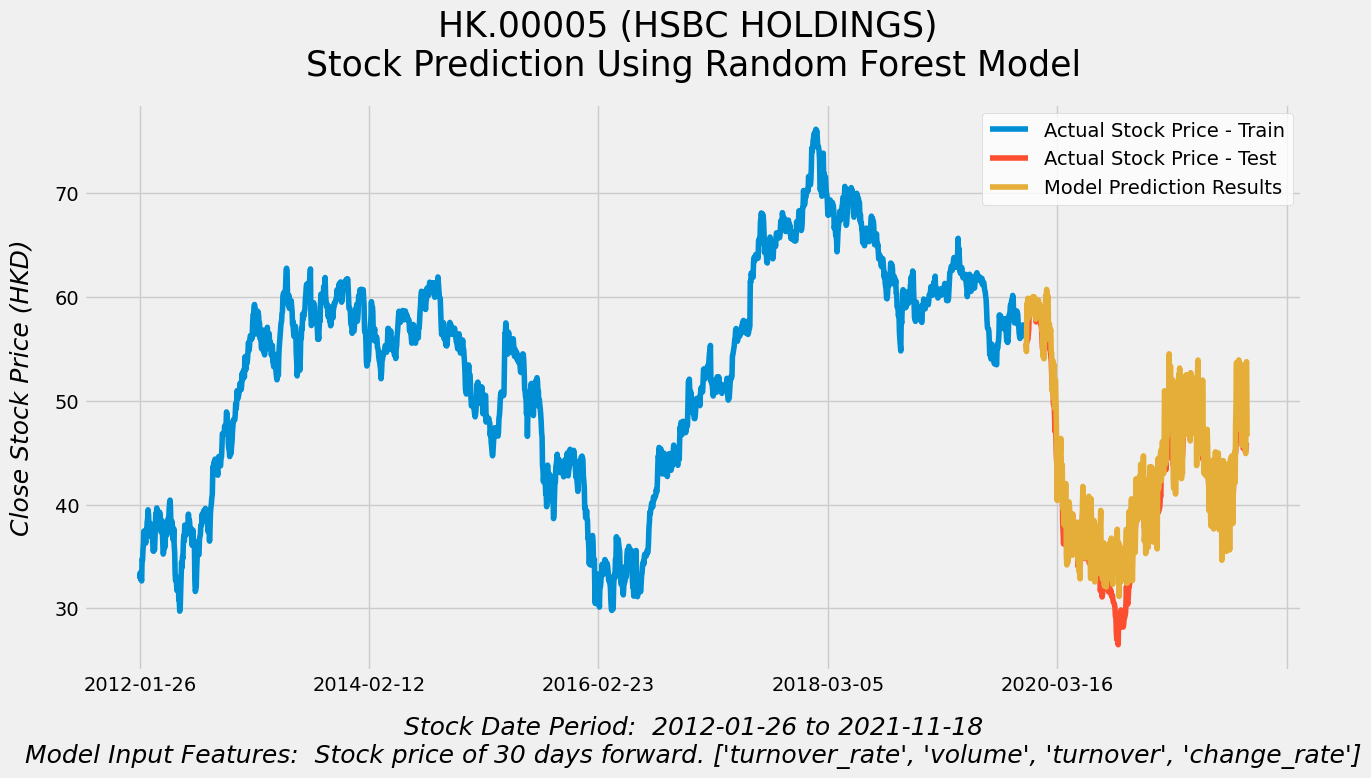 HK.00005 (HSBC HOLDINGS)
Stock Prediction Using Random Forest Model
Actual Stock Price - Train
Actual Stock Price - Test
Model Prediction Results
Close Stock Price (HKD)
70
60
50
40
30
2012-01-26
2014-02-12
2016-02-23
2018-03-05
2020-03-16
Stock Date Period:  2012-01-26 to 2021-11-18
Model Input Features:  Stock price of 30 days forward. ['turnover_rate', 'volume', 'turnover', 'change_rate']